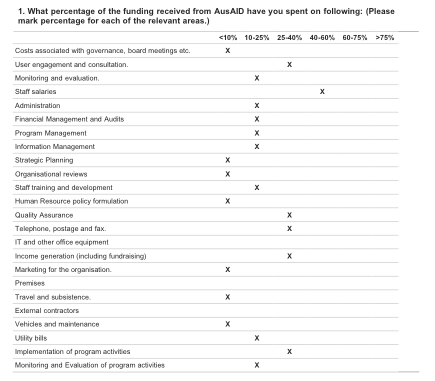 1. What percentage of the funding received from AusAID have you spent on following: (Please
mark percentage for each of the relevant areas.)
<10% 10-25% 25-40% 40-60% 60-75% >75%
Costs associated with governance, board meetings etc. X
User engagement and consultation. X
Monitoring and evaluation. X
Staff salaries X
Administration X
Financial Management and Audits X
Program Management X
Information Management X
Strategic Planning X
Organisational reviews X
Staff training and development X
Human Resource policy formulation X
Quality Assurance X
Telephone, postage and fax. X
IT and other office equipment
Income generation (including fundraising) X
Marketing for the organisation. X
Premises
Travel and subsistence. X
External contractors
Vehicles and maintenance X
Utility bills X
Implementation of program activities X
Monitoring and Evaluation of program activities X